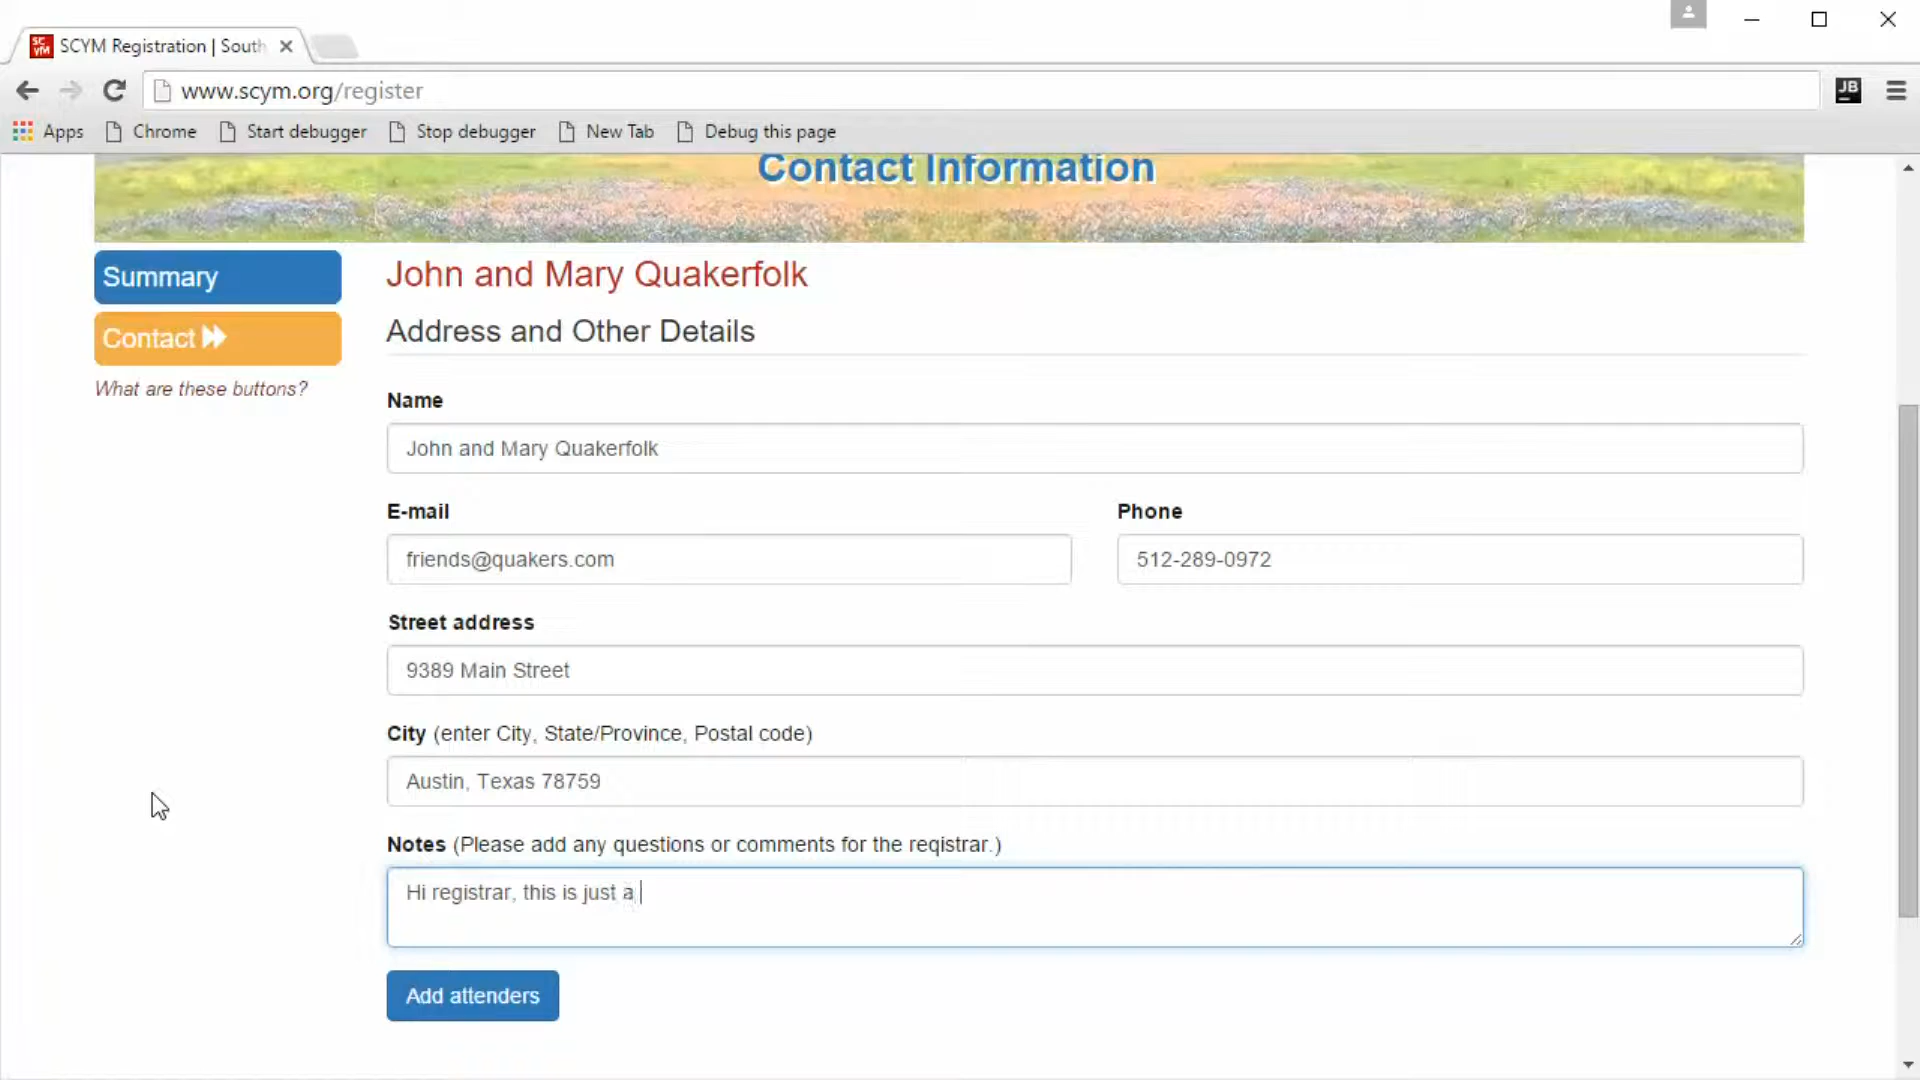 SCYM Registration | South
www.scym.org/register
JB
Apps
Chrome
Start debugger
Stop debugger
New Tab
Debug this page
Contact Information
Summary
Contact
What are these buttons?
John and Mary Quakerfolk
Address and Other Details
Name
John and Mary Quakerfolk
E-mail
Phone
friends@quakers.com
512-289-0972
Street address
9389 Main Street
City (enter City, State/Province, Postal code)
Austin, Texas 78759
Notes (Please add any questions or comments for the registrar.)
Hi registrar, this is just a
Add attenders